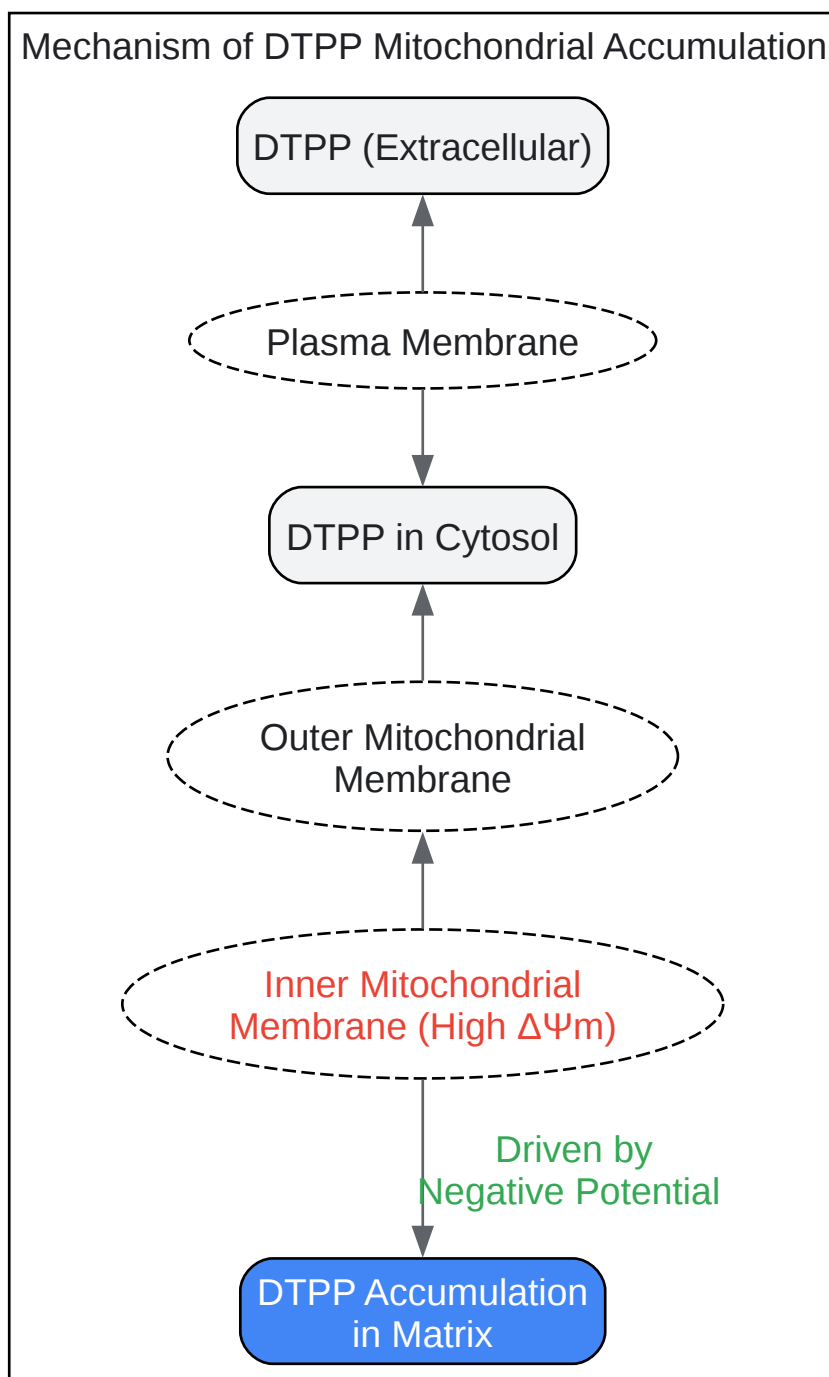 Mechanism of DTPP Mitochondrial Accumulation
DTPP (Extracellular)
Plasma Membrane
DTPP in Cytosol
Outer Mitochondrial
Membrane
Inner Mitochondrial
Membrane (High ΔΨm)
Driven by
Negative Potential
DTPP Accumulation
in Matrix